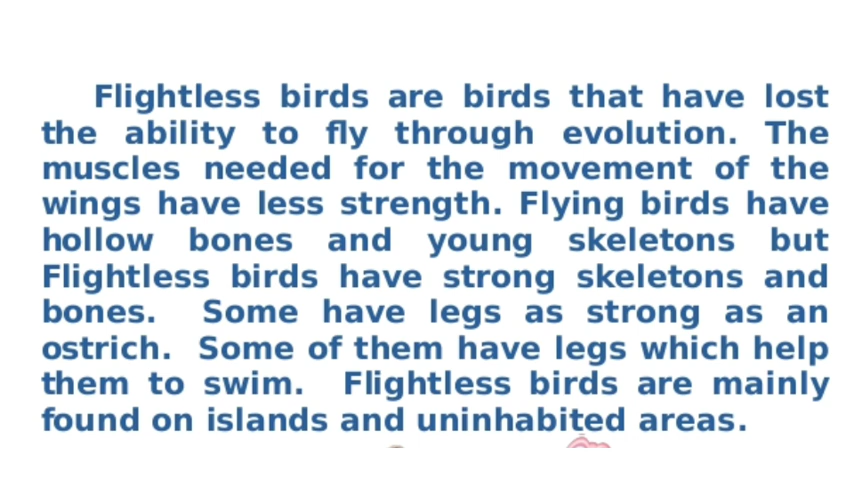 Flightless birds are birds that have lost
the ability to fly through evolution. The
muscles needed for the movement of the
wings have less strength. Flying birds have
hollow bones and young skeletons but
Flightless birds have strong skeletons and
bones. Some have legs as strong as an
ostrich. Some of them have legs which help
them to swim. Flightless birds are mainly
found on islands and uninhabited areas.